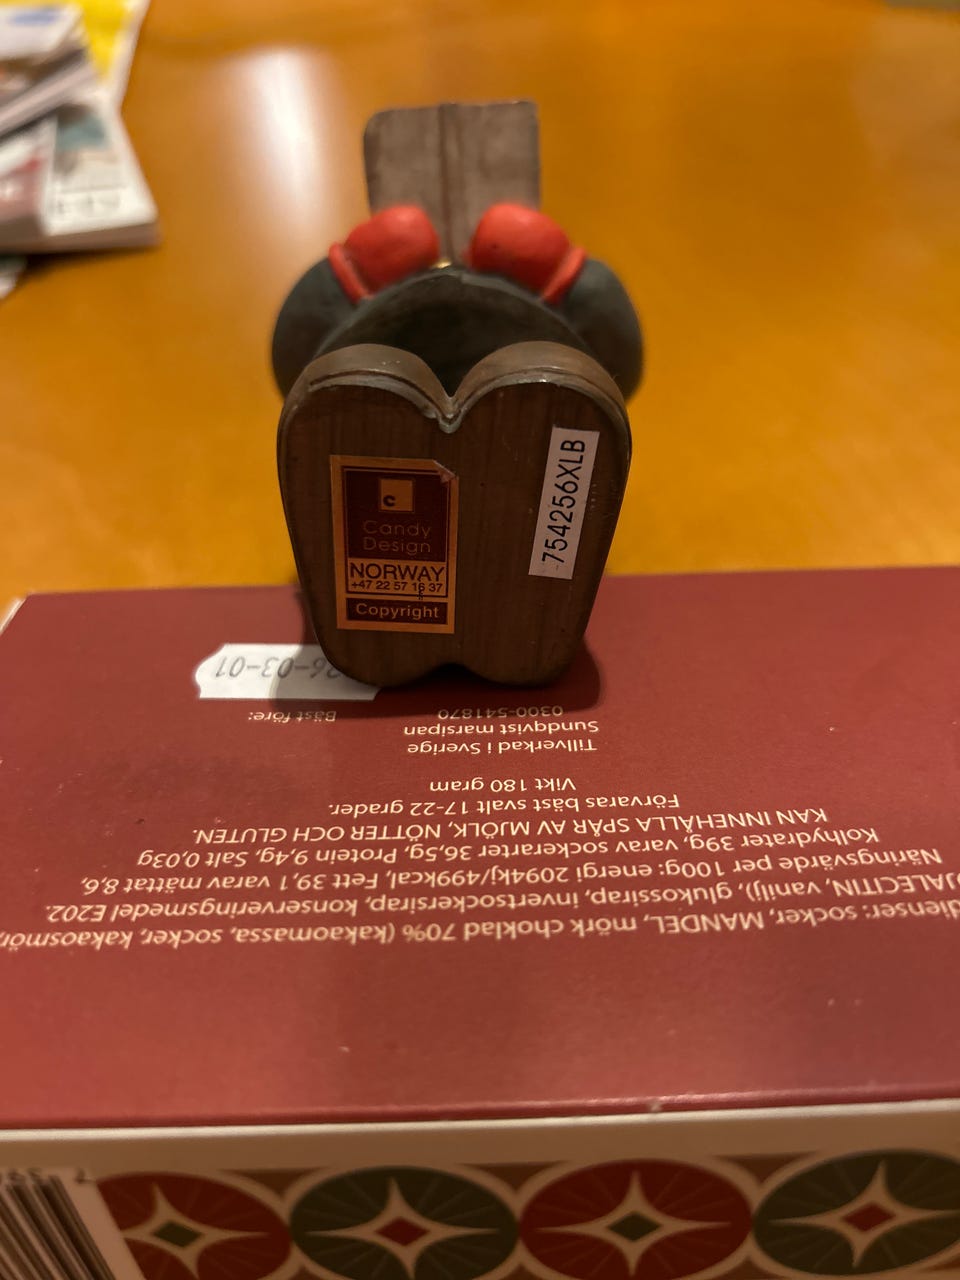 c
Candy
Design
NORWAY
+47 22 57 16 37
Copyright
754256XLB
26-03-01
Bäst före:
0300-541870
Sundqvist marsipan
Tillverkad i Sverige
Vikt 180 gram
Förvaras bäst svalt 17-22 grader.
KAN INNEHÅLLA SPÅR AV MJÖLK, NÖTTER OCH GLUTEN.
Kolhydrater 39g, varav sockerarter 36,5g, Protein 9,4g, Salt 0,03g
Näringsvärde per 100g: energi 2094kj/499kcal, Fett 39,1 varav mättat 8,6,
OJALECITIN, vanilj), glukossirap, invertsockersirap, konserveringsmedel E202.
dienser: socker, MANDEL, mörk choklad 70% (kakaomassa, socker, kakaosmör,